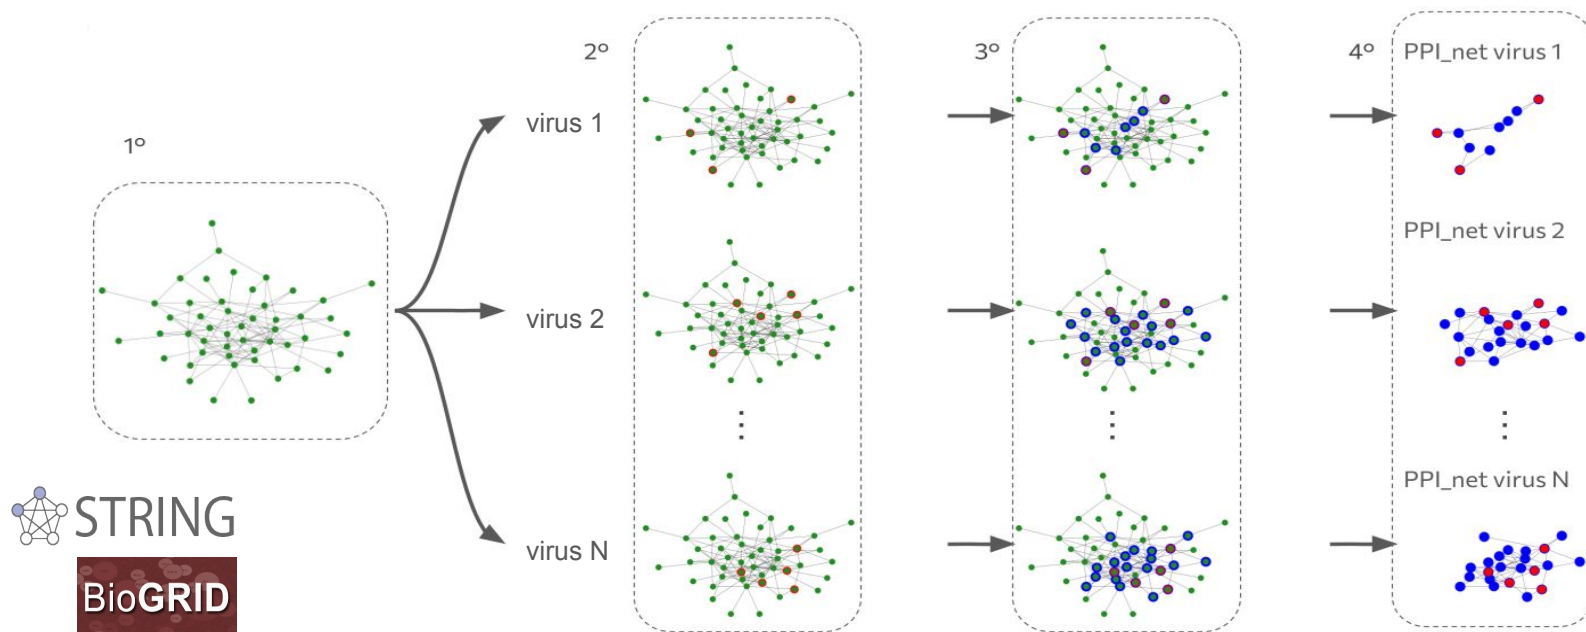 1º
2º
3º
4º
PPI_net virus 1
virus 1
PPI_net virus 2
virus 2
PPI_net virus N
virus N
STRING
BioGRID